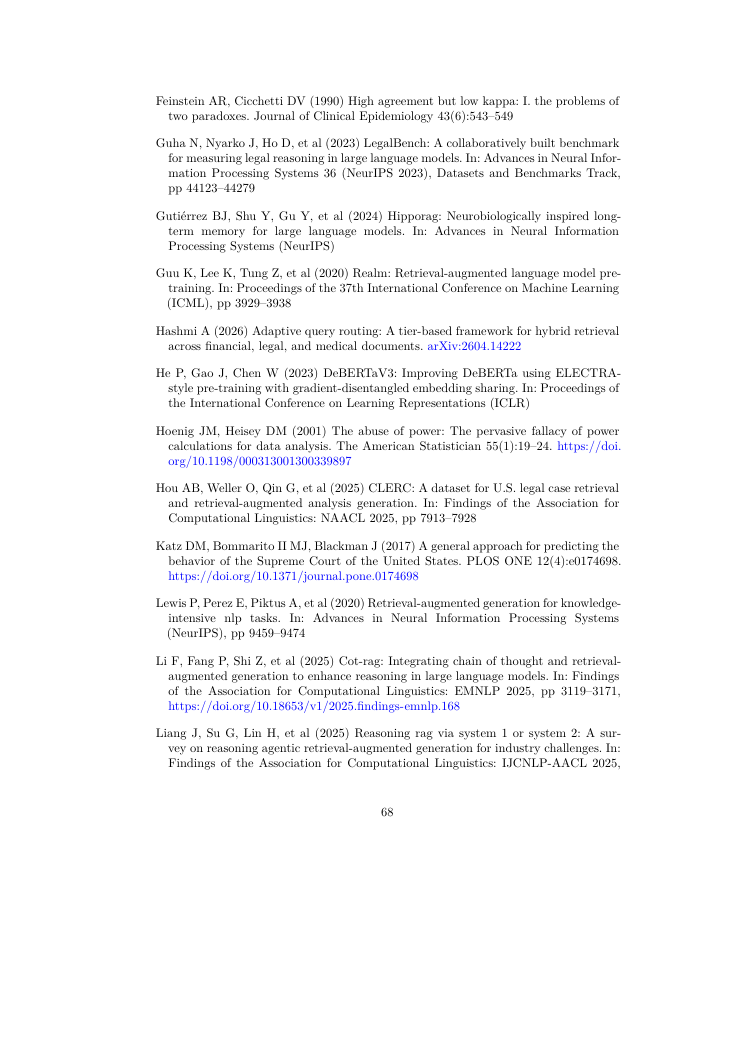 Feinstein AR, Cicchetti DV (1990) High agreement but low kappa: I. the problems of
two paradoxes. Journal of Clinical Epidemiology 43(6):543–549
Guha N, Nyarko J, Ho D, et al (2023) LegalBench: A collaboratively built benchmark
for measuring legal reasoning in large language models. In: Advances in Neural Infor-
mation Processing Systems 36 (NeurIPS 2023), Datasets and Benchmarks Track,
pp 44123–44279
Gutiérrez BJ, Shu Y, Gu Y, et al (2024) Hipporag: Neurobiologically inspired long-
term memory for large language models. In: Advances in Neural Information
Processing Systems (NeurIPS)
Guu K, Lee K, Tung Z, et al (2020) Realm: Retrieval-augmented language model pre-
training. In: Proceedings of the 37th International Conference on Machine Learning
(ICML), pp 3929–3938
Hashmi A (2026) Adaptive query routing: A tier-based framework for hybrid retrieval
across financial, legal, and medical documents. arXiv:2604.14222
He P, Gao J, Chen W (2023) DeBERTaV3: Improving DeBERTa using ELECTRA-
style pre-training with gradient-disentangled embedding sharing. In: Proceedings of
the International Conference on Learning Representations (ICLR)
Hoenig JM, Heisey DM (2001) The abuse of power: The pervasive fallacy of power
calculations for data analysis. The American Statistician 55(1):19–24. https://doi.
org/10.1198/000313001300339897
Hou AB, Weller O, Qin G, et al (2025) CLERC: A dataset for U.S. legal case retrieval
and retrieval-augmented analysis generation. In: Findings of the Association for
Computational Linguistics: NAACL 2025, pp 7913–7928
Katz DM, Bommarito II MJ, Blackman J (2017) A general approach for predicting the
behavior of the Supreme Court of the United States. PLOS ONE 12(4):e0174698.
https://doi.org/10.1371/journal.pone.0174698
Lewis P, Perez E, Piktus A, et al (2020) Retrieval-augmented generation for knowledge-
intensive nlp tasks. In: Advances in Neural Information Processing Systems
(NeurIPS), pp 9459–9474
Li F, Fang P, Shi Z, et al (2025) Cot-rag: Integrating chain of thought and retrieval-
augmented generation to enhance reasoning in large language models. In: Findings
of the Association for Computational Linguistics: EMNLP 2025, pp 3119–3171,
https://doi.org/10.18653/v1/2025.findings-emnlp.168
Liang J, Su G, Lin H, et al (2025) Reasoning rag via system 1 or system 2: A sur-
vey on reasoning agentic retrieval-augmented generation for industry challenges. In:
Findings of the Association for Computational Linguistics: IJCNLP-AACL 2025,
68